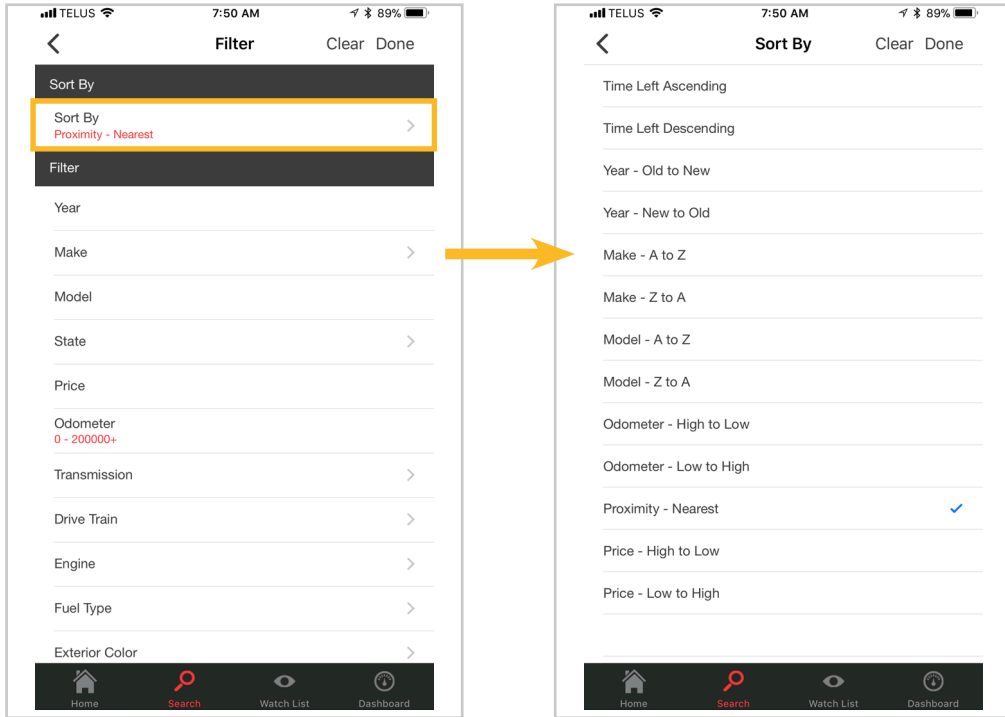 TELUS 7:50 AM 89%
Filter Clear Done
Sort By
Sort By
Proximity - Nearest
Filter
Year
Make
Model
State
Price
Odometer
0 - 200000+
Transmission
Drive Train
Engine
Fuel Type
Exterior Color
Home Search Watch List Dashboard
TELUS 7:50 AM 89%
Sort By Clear Done
Time Left Ascending
Time Left Descending
Year - Old to New
Year - New to Old
Make - A to Z
Make - Z to A
Model - A to Z
Model - Z to A
Odometer - High to Low
Odometer - Low to High
Proximity - Nearest
Price - High to Low
Price - Low to High
Home Search Watch List Dashboard